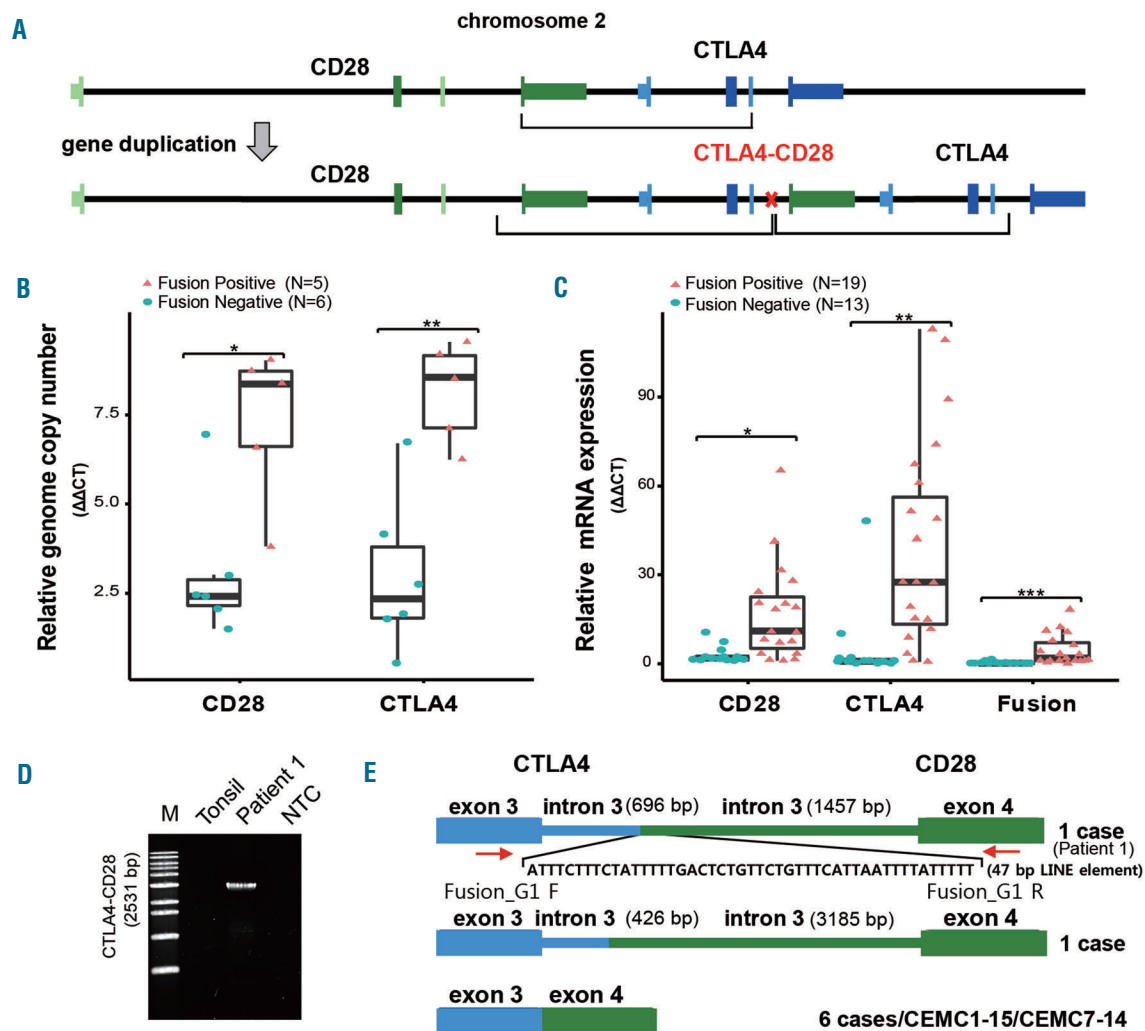 A
chromosome 2
CD28
CTLA4
gene duplication
CD28
CTLA4-CD28
CTLA4
B
Fusion Positive (N=5)
Fusion Negative (N=6)
Relative genome copy number
(ΔΔCT)
7.5
5.0
2.5
*
**
CD28
CTLA4
C
Fusion Positive (N=19)
Fusion Negative (N=13)
Relative mRNA expression
(ΔΔCT)
90
60
30
0
*
**
***
CD28
CTLA4
Fusion
D
M
Tonsil
Patient 1
NTC
CTLA4-CD28
(2531 bp)
E
CTLA4
CD28
exon 3
intron 3 (696 bp)
intron 3 (1457 bp)
exon 4
1 case
(Patient 1)
ATTTCTTTCTATTTTTGACTCTGTTCTGTTTCATTAATTTTATTTTT (47 bp LINE element)
Fusion_G1 F
Fusion_G1 R
exon 3
intron 3 (426 bp)
intron 3 (3185 bp)
exon 4
1 case
exon 3
exon 4
6 cases/CEMC1-15/CEMC7-14